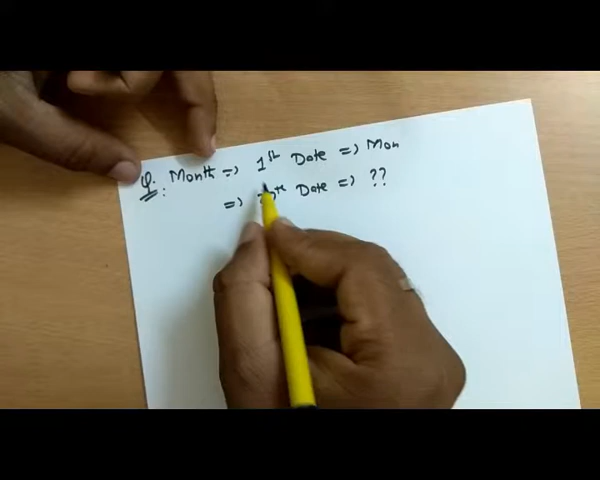 Q: Month => 1st Date => Mon
=> Date => ??